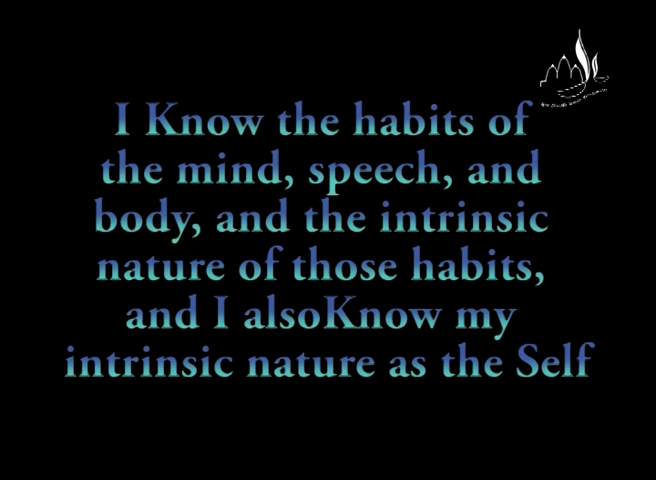 I Know the habits of
the mind, speech, and
body, and the intrinsic
nature of those habits,
and I alsoKnow my
intrinsic nature as the Self